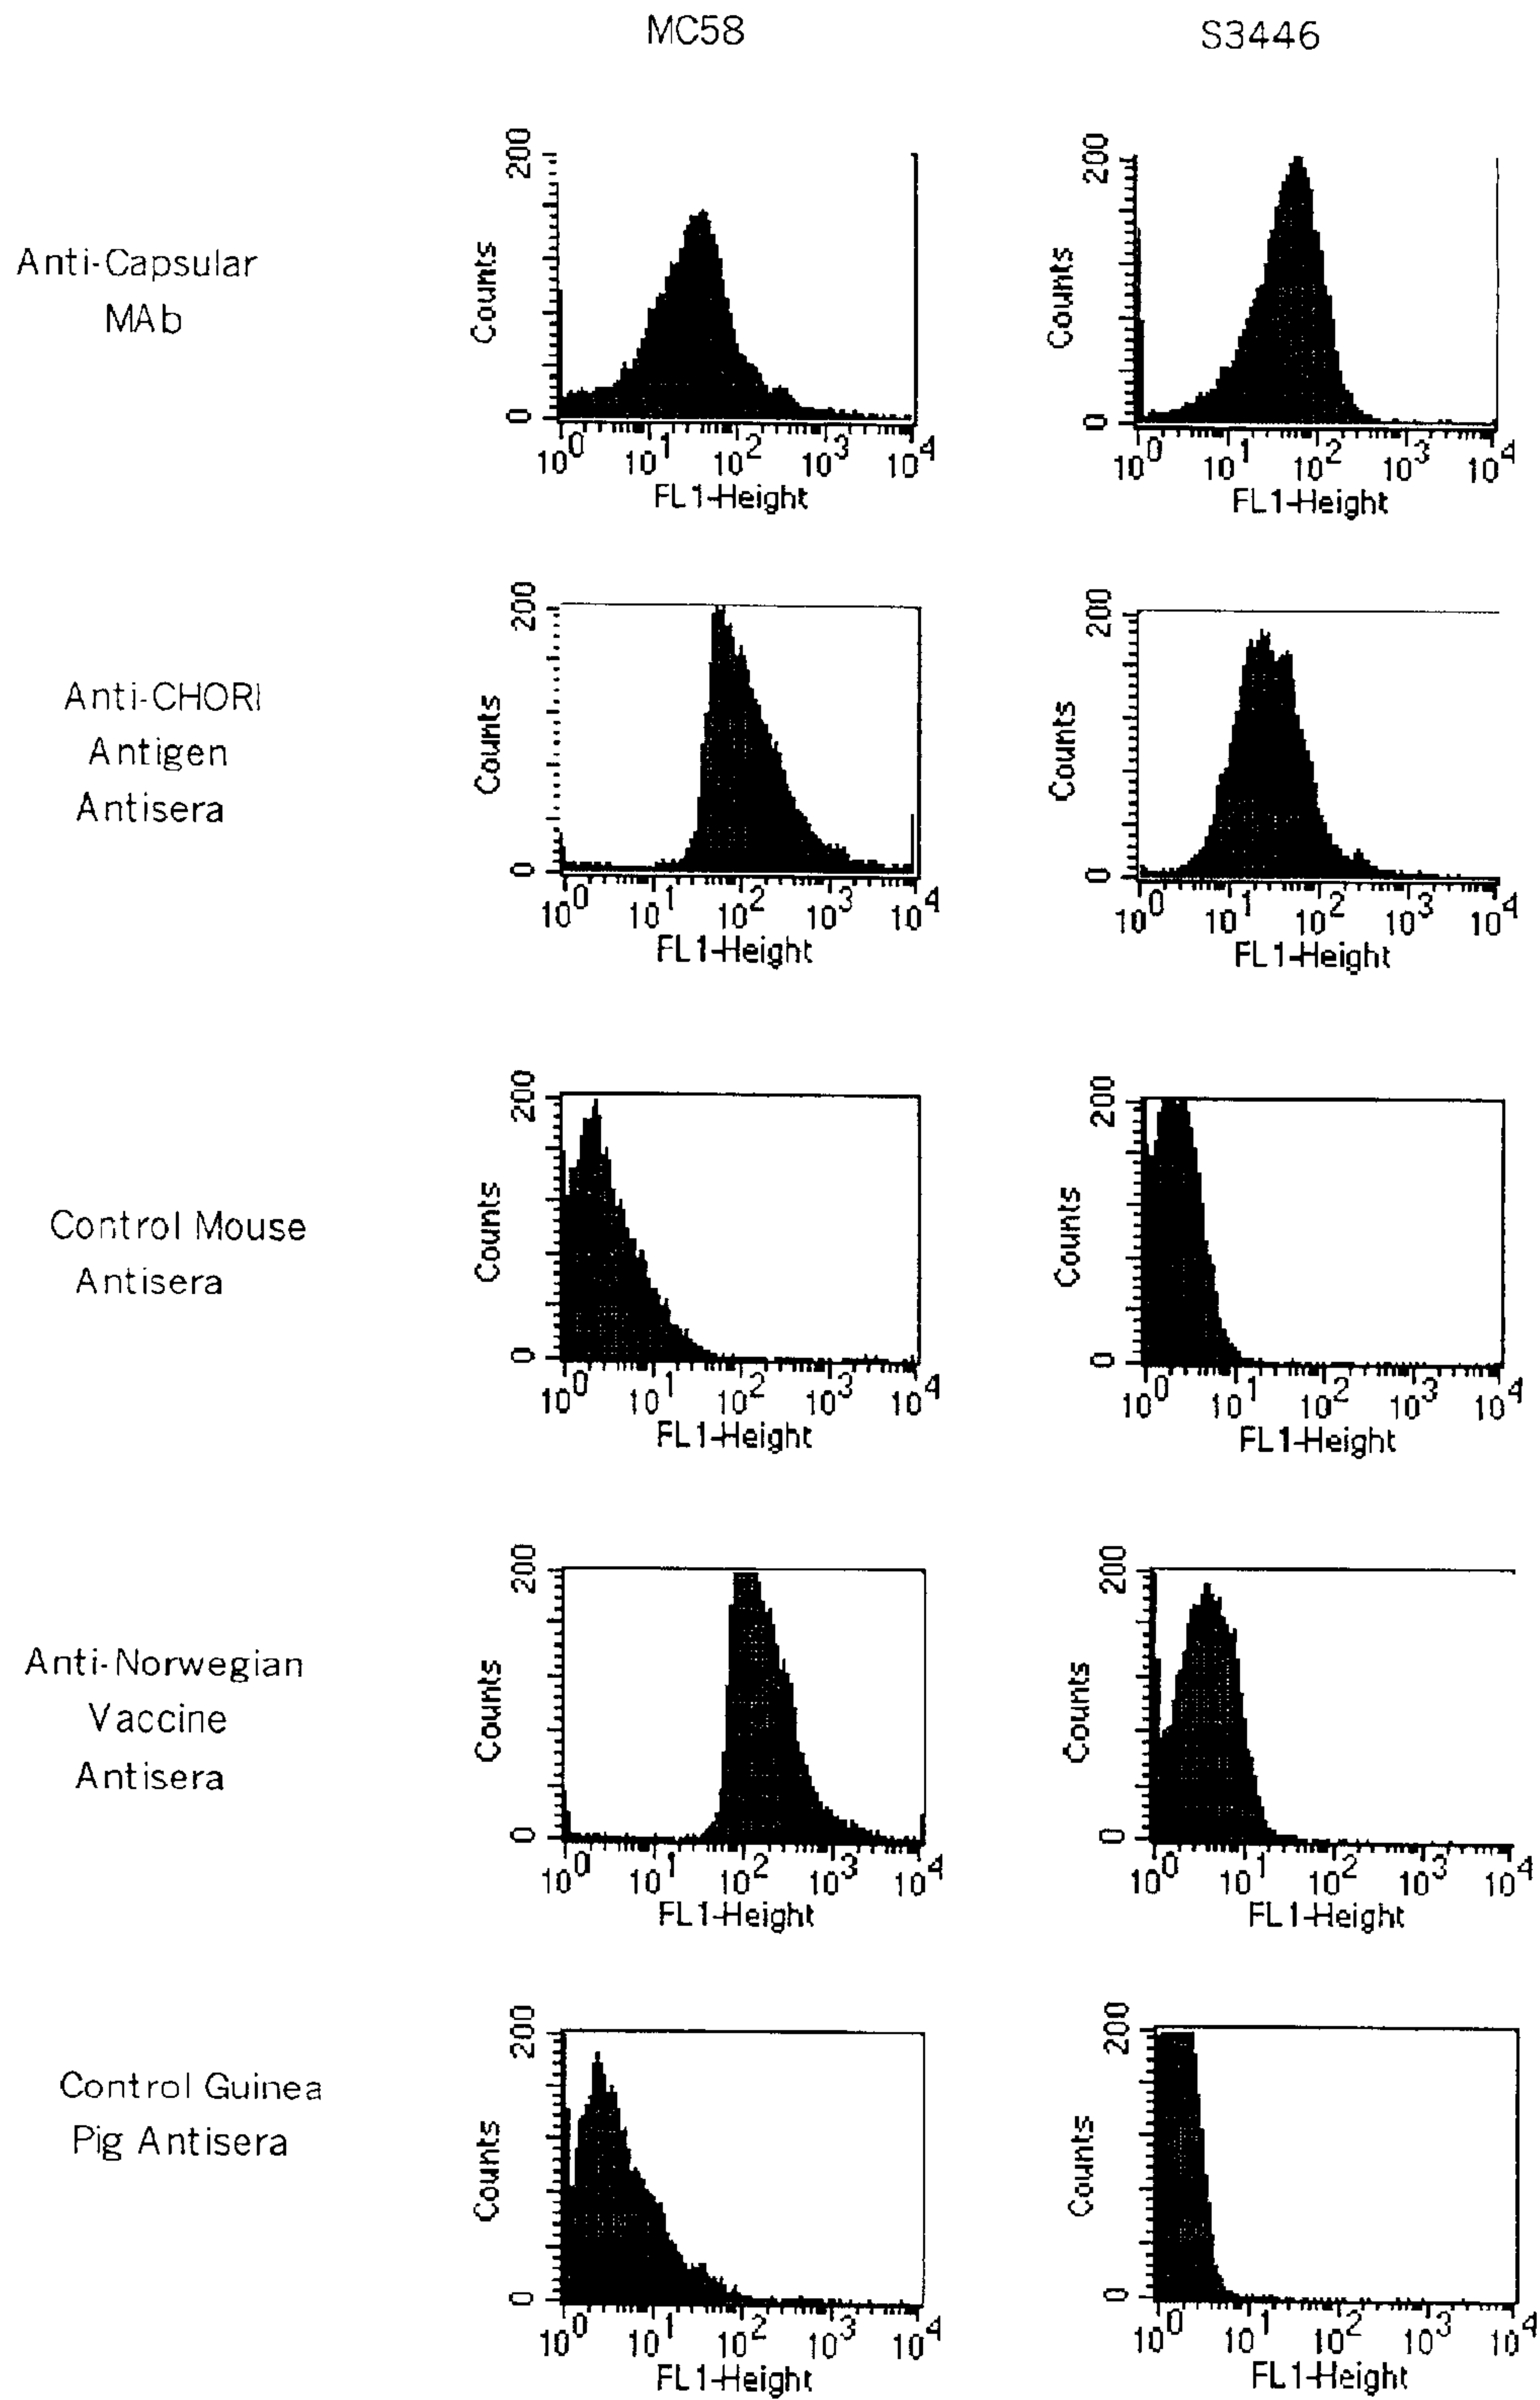 MC58 S3446
Anti-Capsular
MAb
200
Counts
0
10^0 10^1 10^2 10^3 10^4
FL1-Height
200
Counts
0
10^0 10^1 10^2 10^3 10^4
FL1-Height
Anti-CHORI
Antigen
Antisera
200
Counts
0
10^0 10^1 10^2 10^3 10^4
FL1-Height
200
Counts
0
10^0 10^1 10^2 10^3 10^4
FL1-Height
Control Mouse
Antisera
200
Counts
0
10^0 10^1 10^2 10^3 10^4
FL1-Height
200
Counts
0
10^0 10^1 10^2 10^3 10^4
FL1-Height
Anti-Norwegian
Vaccine
Antisera
200
Counts
0
10^0 10^1 10^2 10^3 10^4
FL1-Height
200
Counts
0
10^0 10^1 10^2 10^3 10^4
FL1-Height
Control Guinea
Pig Antisera
200
Counts
0
10^0 10^1 10^2 10^3 10^4
FL1-Height
200
Counts
0
10^0 10^1 10^2 10^3 10^4
FL1-Height